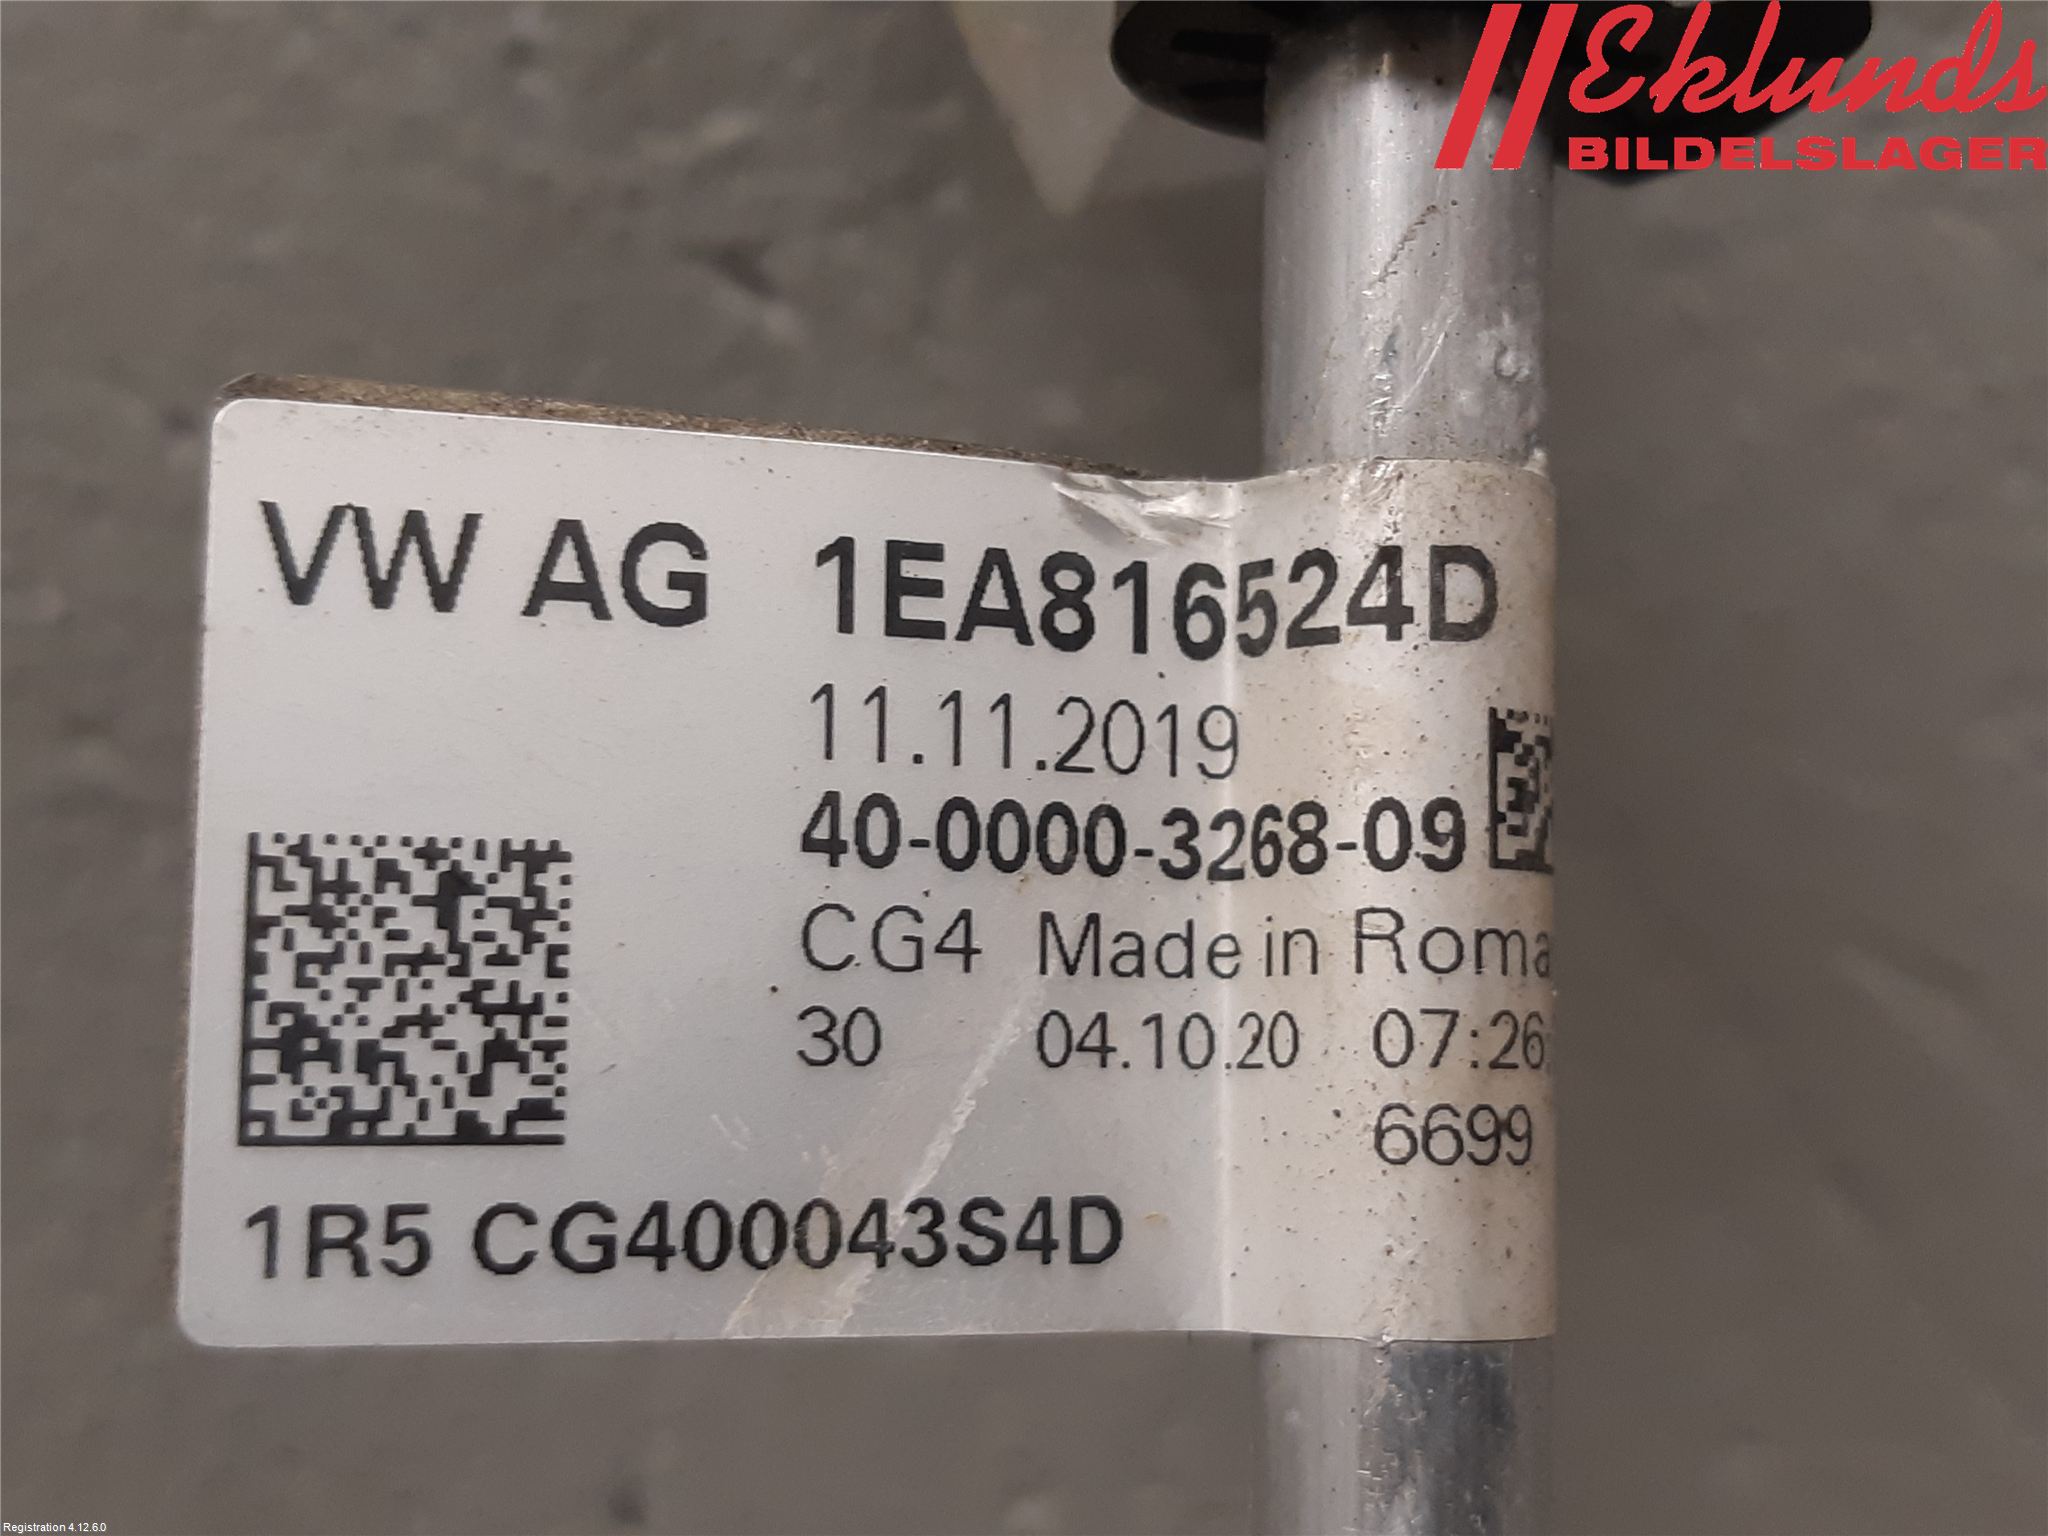 Eklunds
BILDELSLAGER
VW AG 1EA816524D
11.11.2019
40-0000-3268-09
CG4 Made in Roma
30 04.10.20 07:26:
6699
1R5 CG400043S4D
Registration 4.12.6.0